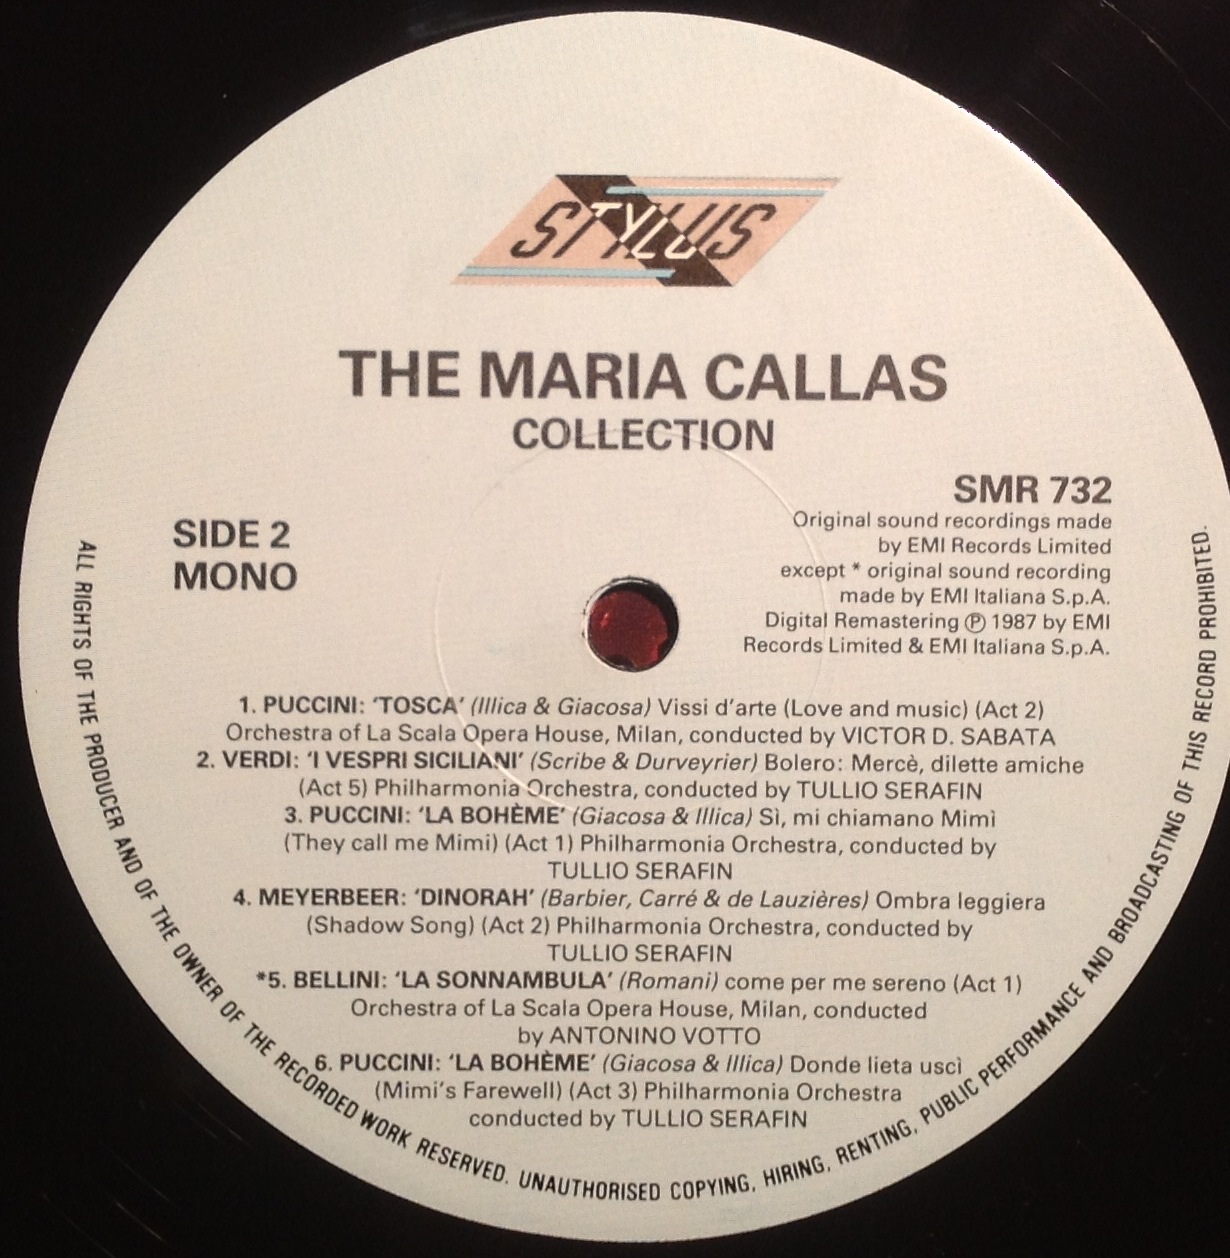 STYLUS
THE MARIA CALLAS
COLLECTION
SIDE 2
MONO
SMR 732
Original sound recordings made
by EMI Records Limited
except * original sound recording
made by EMI Italiana S.p.A.
Digital Remastering ℗ 1987 by EMI
Records Limited & EMI Italiana S.p.A.
1. PUCCINI: ‘TOSCA’ (Illica & Giacosa) Vissi d’arte (Love and music) (Act 2)
Orchestra of La Scala Opera House, Milan, conducted by VICTOR D. SABATA
2. VERDI: ‘I VESPRI SICILIANI’ (Scribe & Durveyrier) Bolero: Mercè, dilette amiche
(Act 5) Philharmonia Orchestra, conducted by TULLIO SERAFIN
3. PUCCINI: ‘LA BOHÈME’ (Giacosa & Illica) Sì, mi chiamano Mimì
(They call me Mimi) (Act 1) Philharmonia Orchestra, conducted by
TULLIO SERAFIN
4. MEYERBEER: ‘DINORAH’ (Barbier, Carré & de Lauzières) Ombra leggiera
(Shadow Song) (Act 2) Philharmonia Orchestra, conducted by
TULLIO SERAFIN
*5. BELLINI: ‘LA SONNAMBULA’ (Romani) come per me sereno (Act 1)
Orchestra of La Scala Opera House, Milan, conducted
by ANTONINO VOTTO
6. PUCCINI: ‘LA BOHÈME’ (Giacosa & Illica) Donde lieta uscì
(Mimi’s Farewell) (Act 3) Philharmonia Orchestra
conducted by TULLIO SERAFIN
ALL RIGHTS OF THE PRODUCER AND OF THE OWNER OF THE RECORDED WORK RESERVED. UNAUTHORISED COPYING, HIRING, RENTING, PUBLIC PERFORMANCE AND BROADCASTING OF THIS RECORD PROHIBITED.